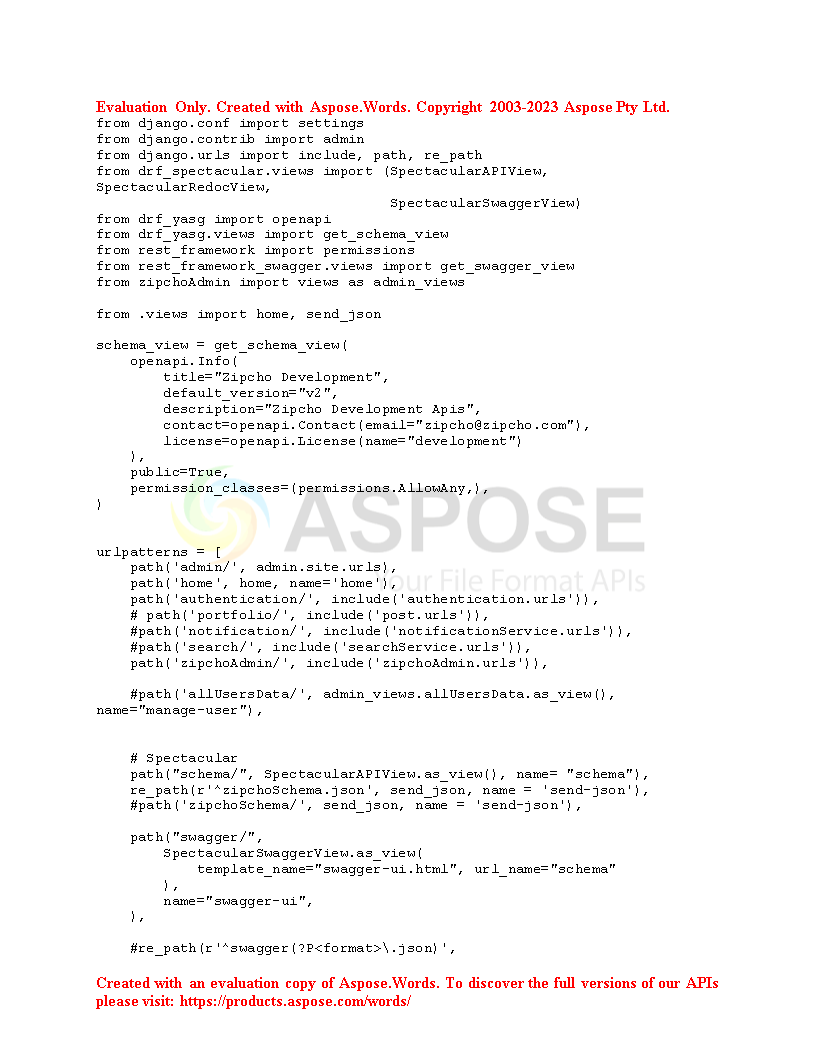 Evaluation Only. Created with Aspose.Words. Copyright 2003-2023 Aspose Pty Ltd.
from django.conf import settings
from django.contrib import admin
from django.urls import include, path, re_path
from drf_spectacular.views import (SpectacularAPIView,
SpectacularRedocView,
                                   SpectacularSwaggerView)
from drf_yasg import openapi
from drf_yasg.views import get_schema_view
from rest_framework import permissions
from rest_framework_swagger.views import get_swagger_view
from zipchoAdmin import views as admin_views

from .views import home, send_json

schema_view = get_schema_view(
    openapi.Info(
        title="Zipcho Development",
        default_version="v2",
        description="Zipcho Development Apis",
        contact=openapi.Contact(email="zipcho@zipcho.com"),
        license=openapi.License(name="development")
    ),
    public=True,
    permission_classes=(permissions.AllowAny,),
)
ASPOSE
Your File Format APIs

urlpatterns = [
    path('admin/', admin.site.urls),
    path('home', home, name='home'),
    path('authentication/', include('authentication.urls')),
    # path('portfolio/', include('post.urls')),
    #path('notification/', include('notificationService.urls')),
    #path('search/', include('searchService.urls')),
    path('zipchoAdmin/', include('zipchoAdmin.urls')),

    #path('allUsersData/', admin_views.allUsersData.as_view(),
name="manage-user"),


    # Spectacular
    path("schema/", SpectacularAPIView.as_view(), name= "schema"),
    re_path(r'^zipchoSchema.json', send_json, name = 'send-json'),
    #path('zipchoSchema/', send_json, name = 'send-json'),

    path("swagger/",
        SpectacularSwaggerView.as_view(
            template_name="swagger-ui.html", url_name="schema"
        ),
        name="swagger-ui",
    ),

    #re_path(r'^swagger(?P<format>\.json)',

Created with an evaluation copy of Aspose.Words. To discover the full versions of our APIs
please visit: https://products.aspose.com/words/